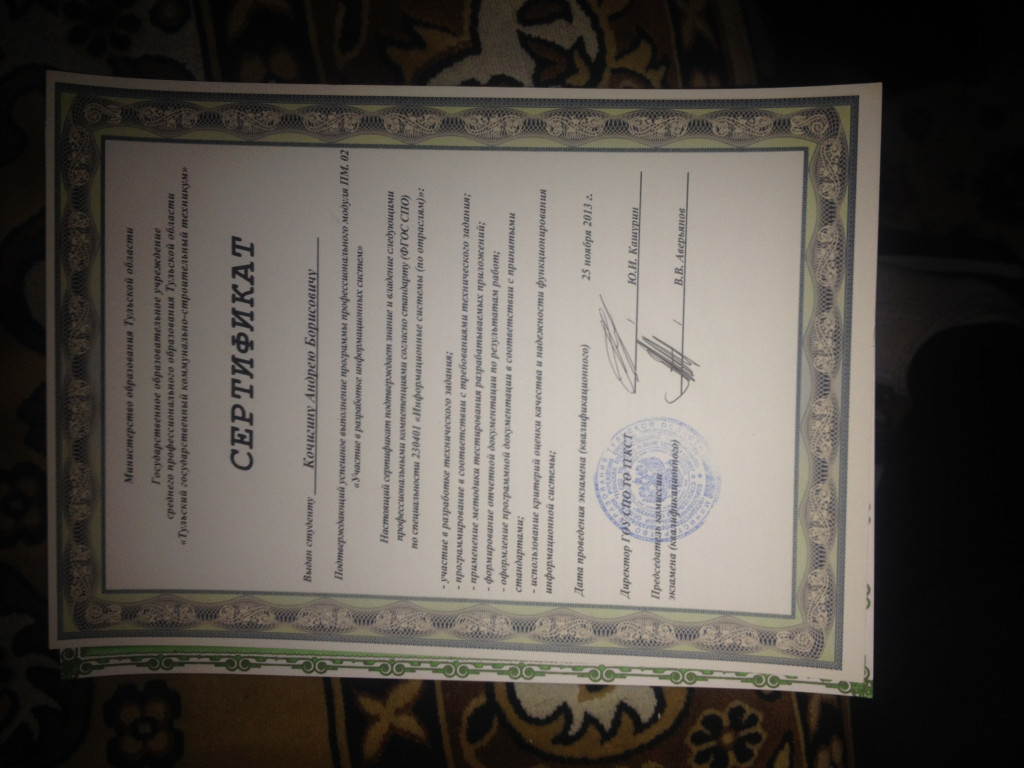 Министерство образования Тульской области
Государственное образовательное учреждение
среднего профессионального образования Тульской области
«Тульский государственный коммунально-строительный техникум»
СЕРТИФИКАТ
Выдан студенту Кочигину Андрею Борисовичу
Подтверждающий успешное выполнение программы профессионального модуля ПМ. 02
«Участие в разработке информационных систем»
Настоящий сертификат подтверждает знание и владение следующими
профессиональными компетенциями согласно стандарту (ФГОС СПО)
по специальности 230401 «Информационные системы (по отраслям)»:
- участие в разработке технического задания;
- программирование в соответствии с требованиями технического задания;
- применение методики тестирования разрабатываемых приложений;
- формирование отчетной документации по результатам работ;
- оформление программной документации в соответствии с принятыми
стандартами;
- использование критерий оценки качества и надежности функционирования
информационной системы;
Дата проведения экзамена (квалификационного) 25 ноября 2013 г.
Директор ГОУ СПО ТО ТГКСТ / Ю.И. Кашурин
Председатель комиссии
экзамена (квалификационного) / В.В. Аверьянов